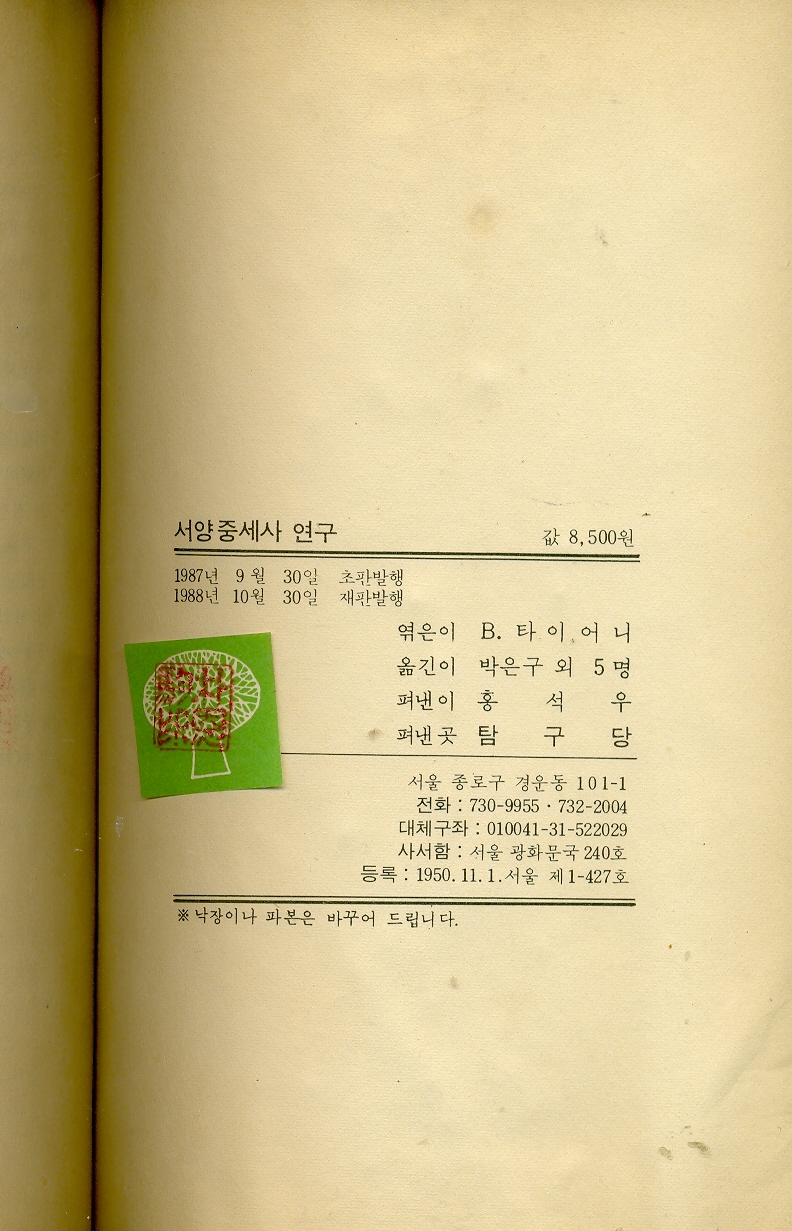 서양중세사 연구
값 8,500원
1987년 9월 30일 초판발행
1988년 10월 30일 재판발행
엮은이 B. 타이어니
옮긴이 박은구 외 5명
펴낸이 홍석우
펴낸곳 탐구당
서울 종로구 경운동 101-1
전화 : 730-9955 · 732-2004
대체구좌 : 010041-31-522029
사서함 : 서울 광화문국 240호
등록 : 1950. 11. 1. 서울 제1-427호
※ 낙장이나 파본은 바꾸어 드립니다.